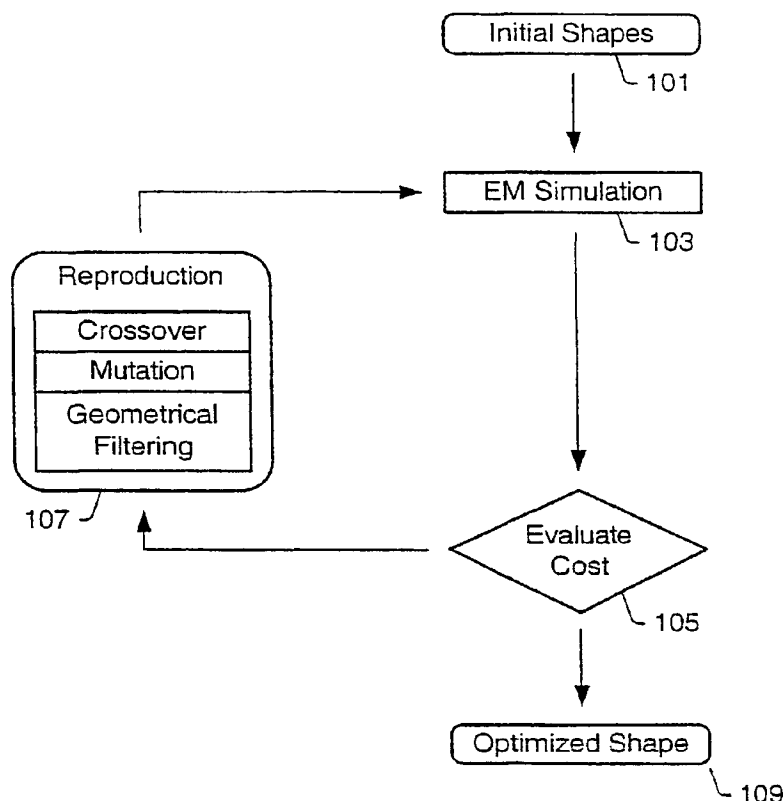 Initial Shapes
101
EM Simulation
103
Reproduction
Crossover
Mutation
Geometrical
Filtering
107
Evaluate
Cost
105
Optimized Shape
109